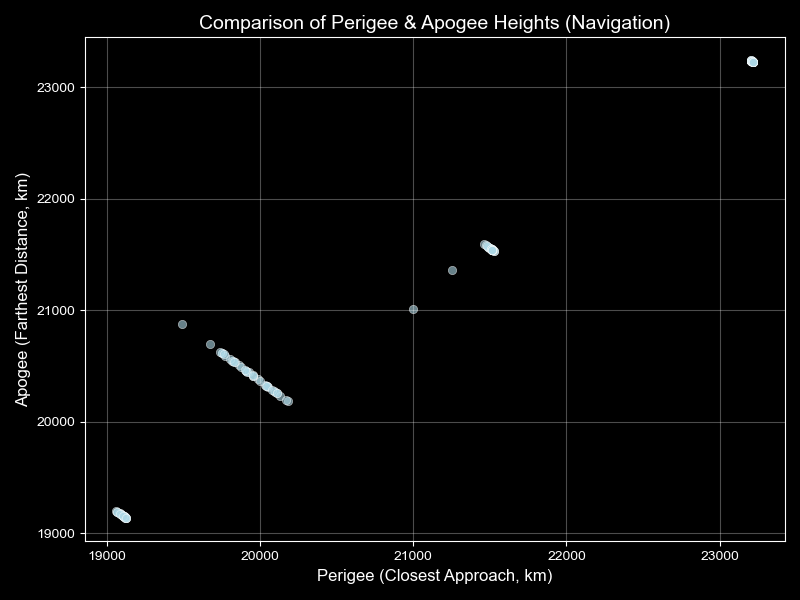 Comparison of Perigee & Apogee Heights (Navigation)
Apogee (Farthest Distance, km)
23000
22000
21000
20000
19000
19000 20000 21000 22000 23000
Perigee (Closest Approach, km)